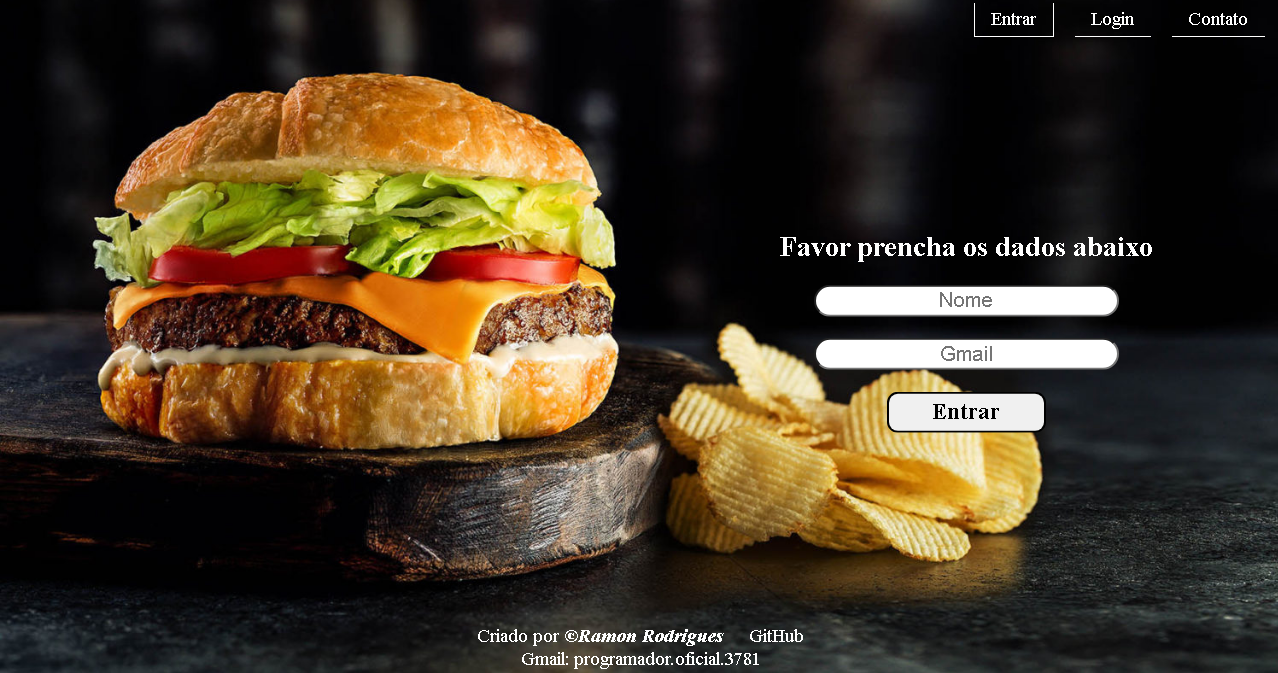 Entrar Login Contato
Favor prencha os dados abaixo
Nome
Gmail
Entrar
Criado por ©Ramon Rodrigues GitHub
Gmail: programador.oficial.3781